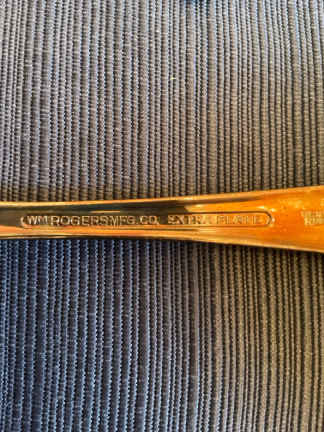 WM ROGERS MFG. CO. EXTRA PLATE